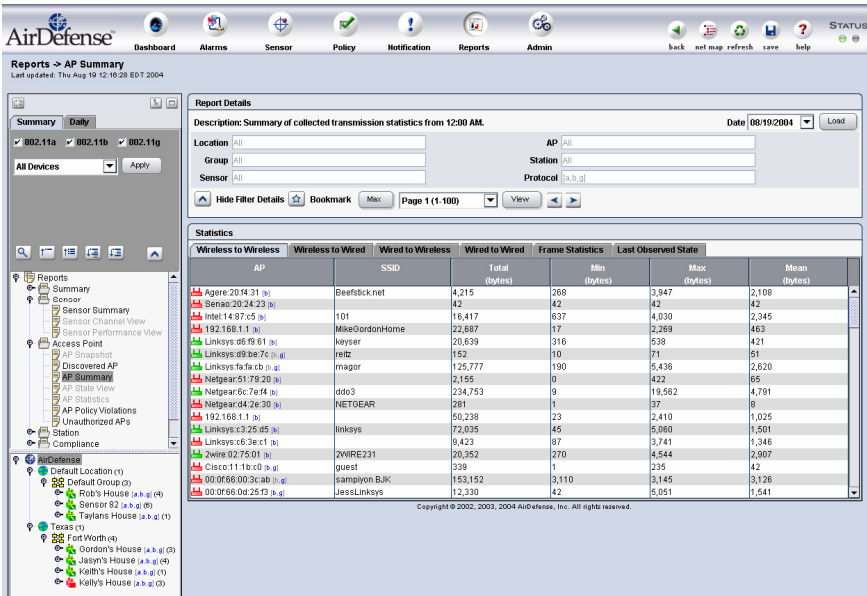 AirDefense
Dashboard Alarms Sensor Policy Notification Reports Admin back net map refresh save help STATUS
Reports -> AP Summary
Last updated: Thu Aug 19 12:16:28 EDT 2004
Summary Daily
802.11a 802.11b 802.11g
All Devices Apply
Reports
Summary
Sensor
Sensor Summary
Sensor Channel View
Sensor Performance View
Access Point
AP Snapshot
Discovered AP
AP Summary
AP State View
AP Statistics
AP Policy Violations
Unauthorized APs
Station
Compliance
AirDefense
Default Location (1)
Default Group (3)
Rob's House [a,b,g] (4)
Sensor 82 [a,b,g] (6)
Taylans House [a,b,g] (1)
Texas (1)
Fort Worth (4)
Gordon's House [a,b,g] (3)
Jasyn's House [a,b,g] (4)
Keith's House [a,b,g] (1)
Kelly's House [a,b,g] (3)
Report Details
Description: Summary of collected transmission statistics from 12:00 AM. Date 08/19/2004 Load
Location All AP All
Group All Station All
Sensor All Protocol [a,b,g]
Hide Filter Details Bookmark Max Page 1 (1-100) View
Statistics
Wireless to Wireless Wireless to Wired Wired to Wireless Wired to Wired Frame Statistics Last Observed State
AP SSID Total (bytes) Min (bytes) Max (bytes) Mean (bytes)
Agere:20:f4:31 [b] Beefstick.net 4,215 268 3,947 2,108
Senao:20:24:23 [b] 42 42 42 42
Intel:14:87:c5 [b] 101 16,417 637 4,030 2,345
192.168.1.1 [b] MikeGordonHome 22,687 17 2,269 463
Linksys:d6:f9:61 [b] keyser 20,639 316 538 421
Linksys:d9:be:7c [b,g] reitz 152 10 71 51
Linksys:fa:fa:cb [b,g] magor 125,777 190 5,436 2,620
Netgear:51:79:20 [b] 2,155 0 422 65
Netgear:6c:7e:f4 [b] ddo3 234,753 9 19,562 4,791
Netgear:d4:2e:30 [b] NETGEAR 281 1 37 8
192.168.1.1 [b] 50,238 23 2,410 1,025
Linksys:c3:25:d5 [b] linksys 72,035 45 5,060 1,501
Linksys:c6:3e:c1 [b] 9,423 87 3,741 1,346
2wire:02:75:01 [b] 2WIRE231 20,352 270 4,544 2,907
Cisco:11:1b:c0 [b,g] guest 339 1 235 42
00:0f:66:00:3c:ab [b,g] sampiyon BJK 153,152 3,110 3,145 3,126
00:0f:66:0d:25:f3 [b,g] JessLinksys 12,330 42 5,051 1,541
Copyright © 2002, 2003, 2004 AirDefense, Inc. All rights reserved.